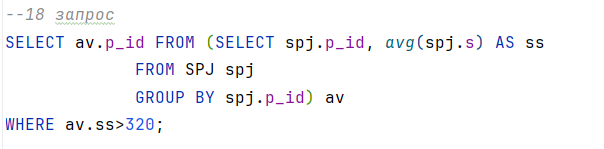 --18 запрос
SELECT av.p_id FROM (SELECT spj.p_id, avg(spj.s) AS ss
FROM SPJ spj
GROUP BY spj.p_id) av
WHERE av.ss>320;